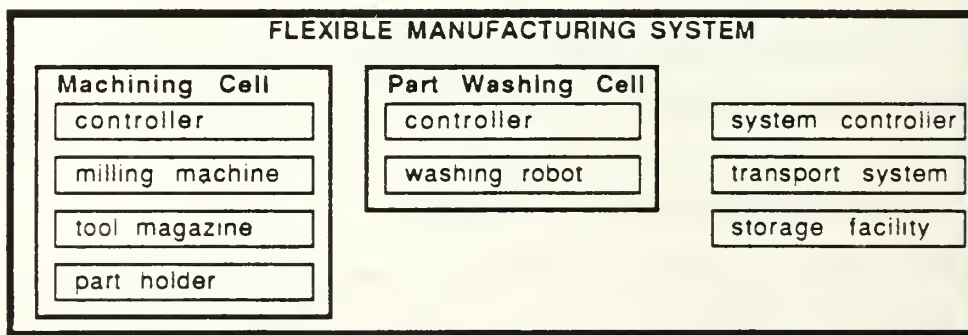 FLEXIBLE MANUFACTURING SYSTEM
Machining Cell
controller
milling machine
tool magazine
part holder
Part Washing Cell
controller
washing robot
system controller
transport system
storage facility